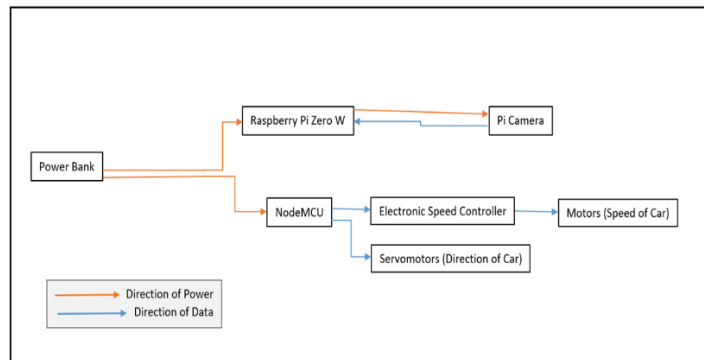 Raspberry Pi Zero W
Pi Camera
Power Bank
NodeMCU
Electronic Speed Controller
Motors (Speed of Car)
Servomotors (Direction of Car)
Direction of Power
Direction of Data